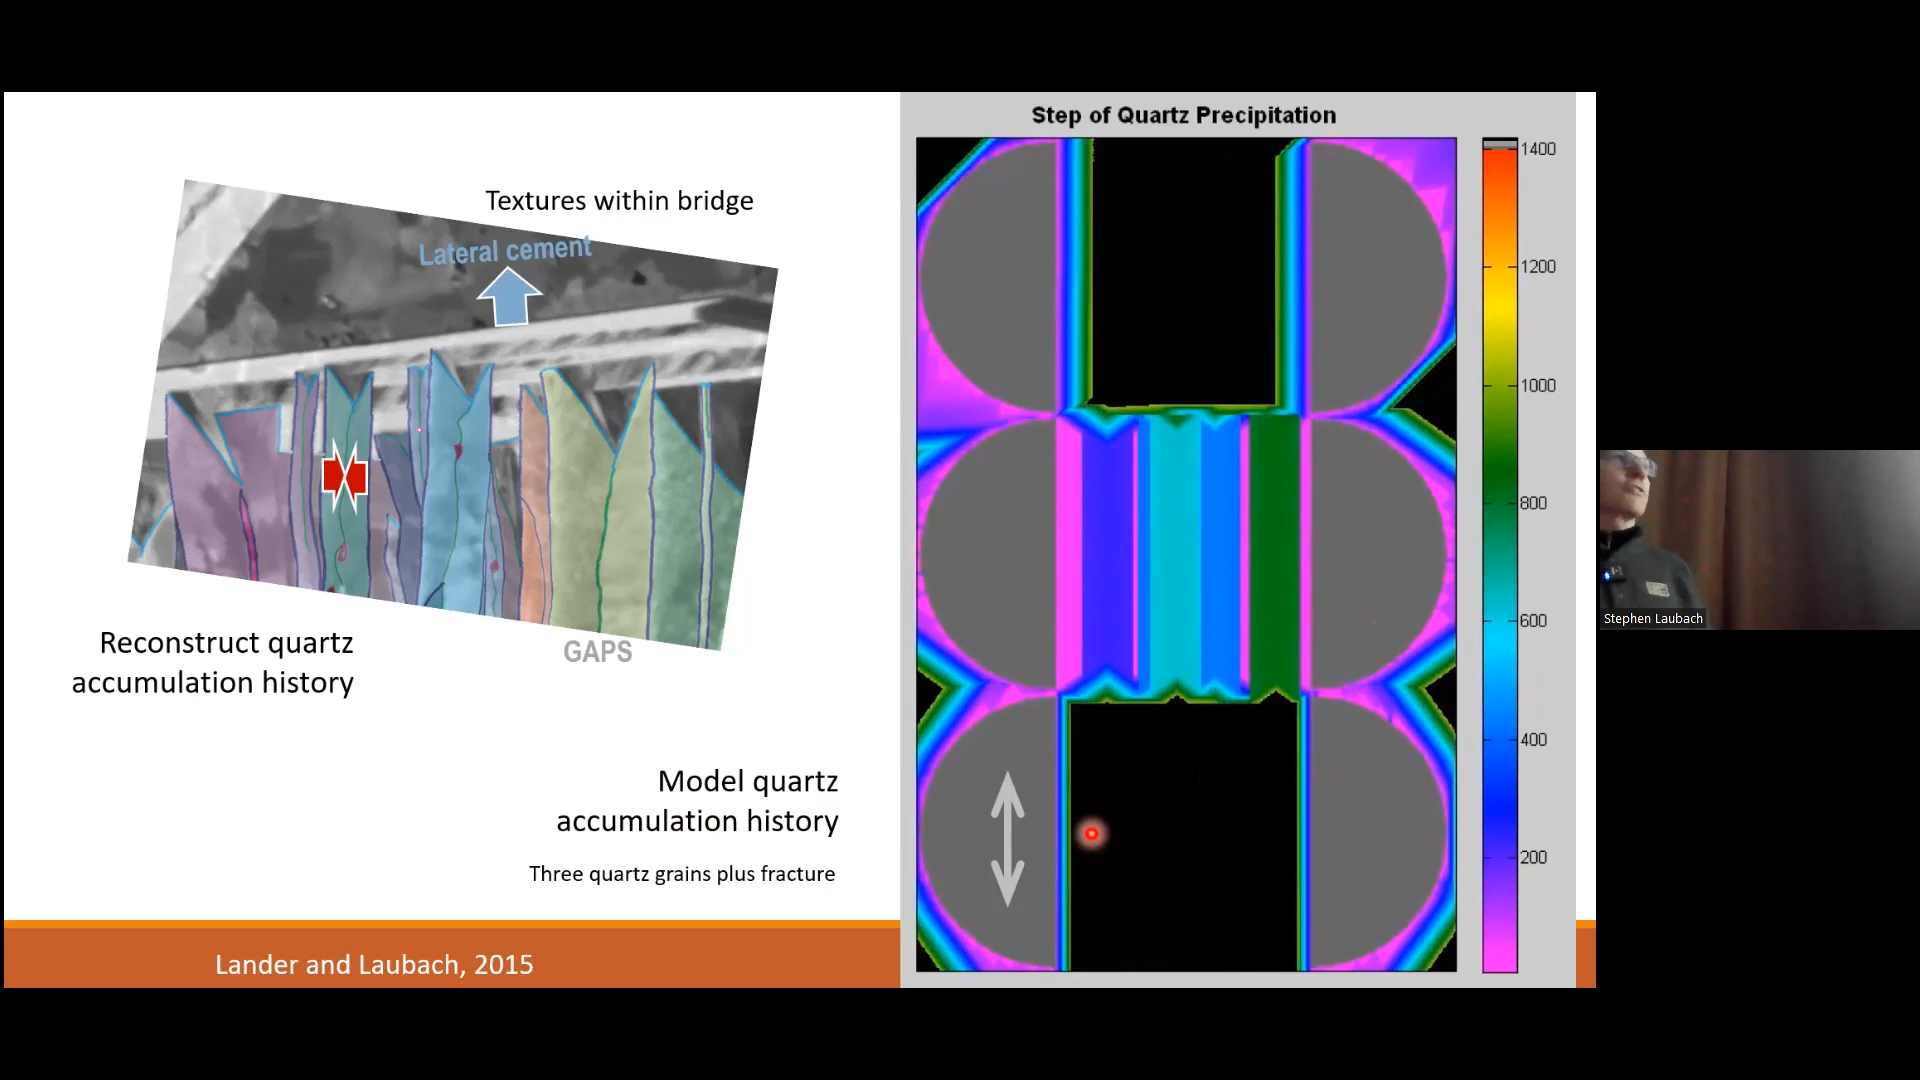 Textures within bridge
Lateral cement
GAPS
Reconstruct quartz
accumulation history
Model quartz
accumulation history
Three quartz grains plus fracture
Lander and Laubach, 2015
Step of Quartz Precipitation
1400
1200
1000
800
600
400
200
Stephen Laubach